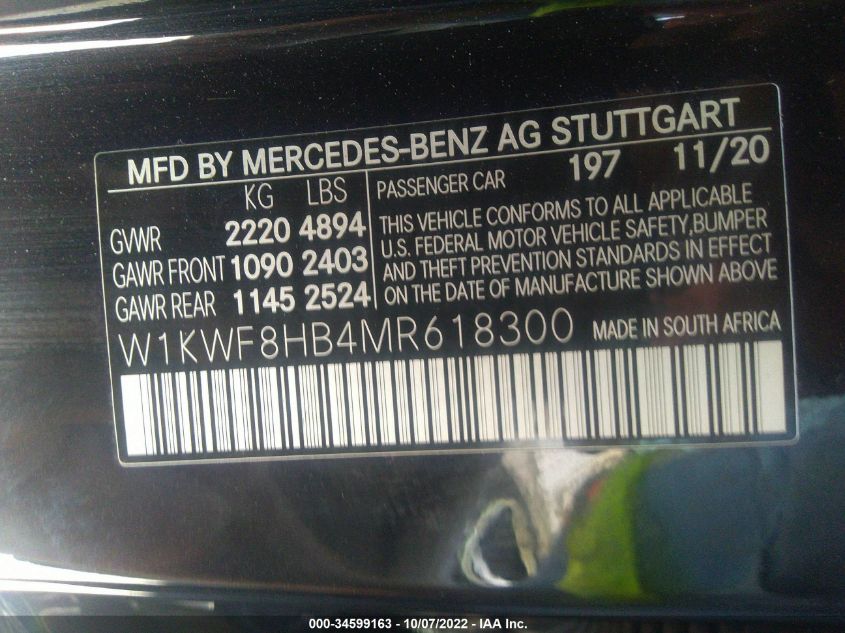 MFD BY MERCEDES-BENZ AG STUTTGART
KG LBS
GVWR 2220 4894
GAWR FRONT 1090 2403
GAWR REAR 1145 2524
PASSENGER CAR 197 11/20
THIS VEHICLE CONFORMS TO ALL APPLICABLE
U.S. FEDERAL MOTOR VEHICLE SAFETY,BUMPER
AND THEFT PREVENTION STANDARDS IN EFFECT
ON THE DATE OF MANUFACTURE SHOWN ABOVE
W1KWF8HB4MR618300 MADE IN SOUTH AFRICA
000-34599163 - 10/07/2022 - IAA Inc.